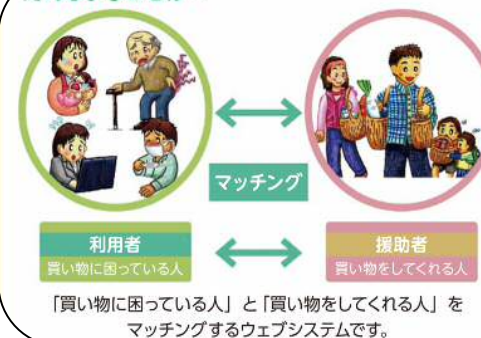 マッチング
利用者
買い物に困っている人
援助者
買い物をしてくれる人
「買い物に困っている人」と「買い物をしてくれる人」を
マッチングするウェブシステムです。